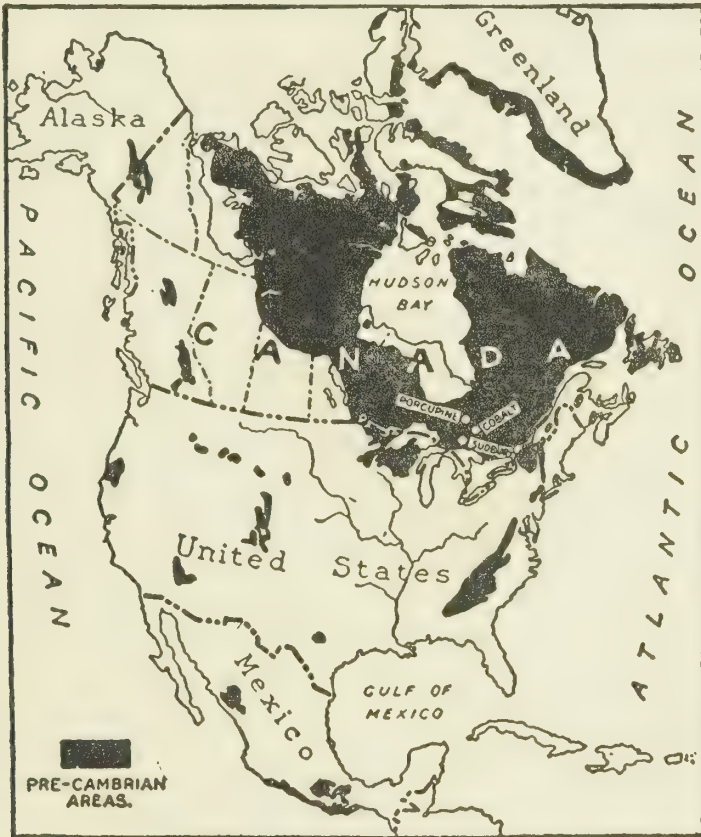 Greenland
Alaska
PACIFIC OCEAN
ATLANTIC OCEAN
HUDSON
BAY
CANADA
PORCUPINE
COBALT
SUDBURY
United States
Mexico
GULF OF
MEXICO
PRE-CAMBRIAN
AREAS.